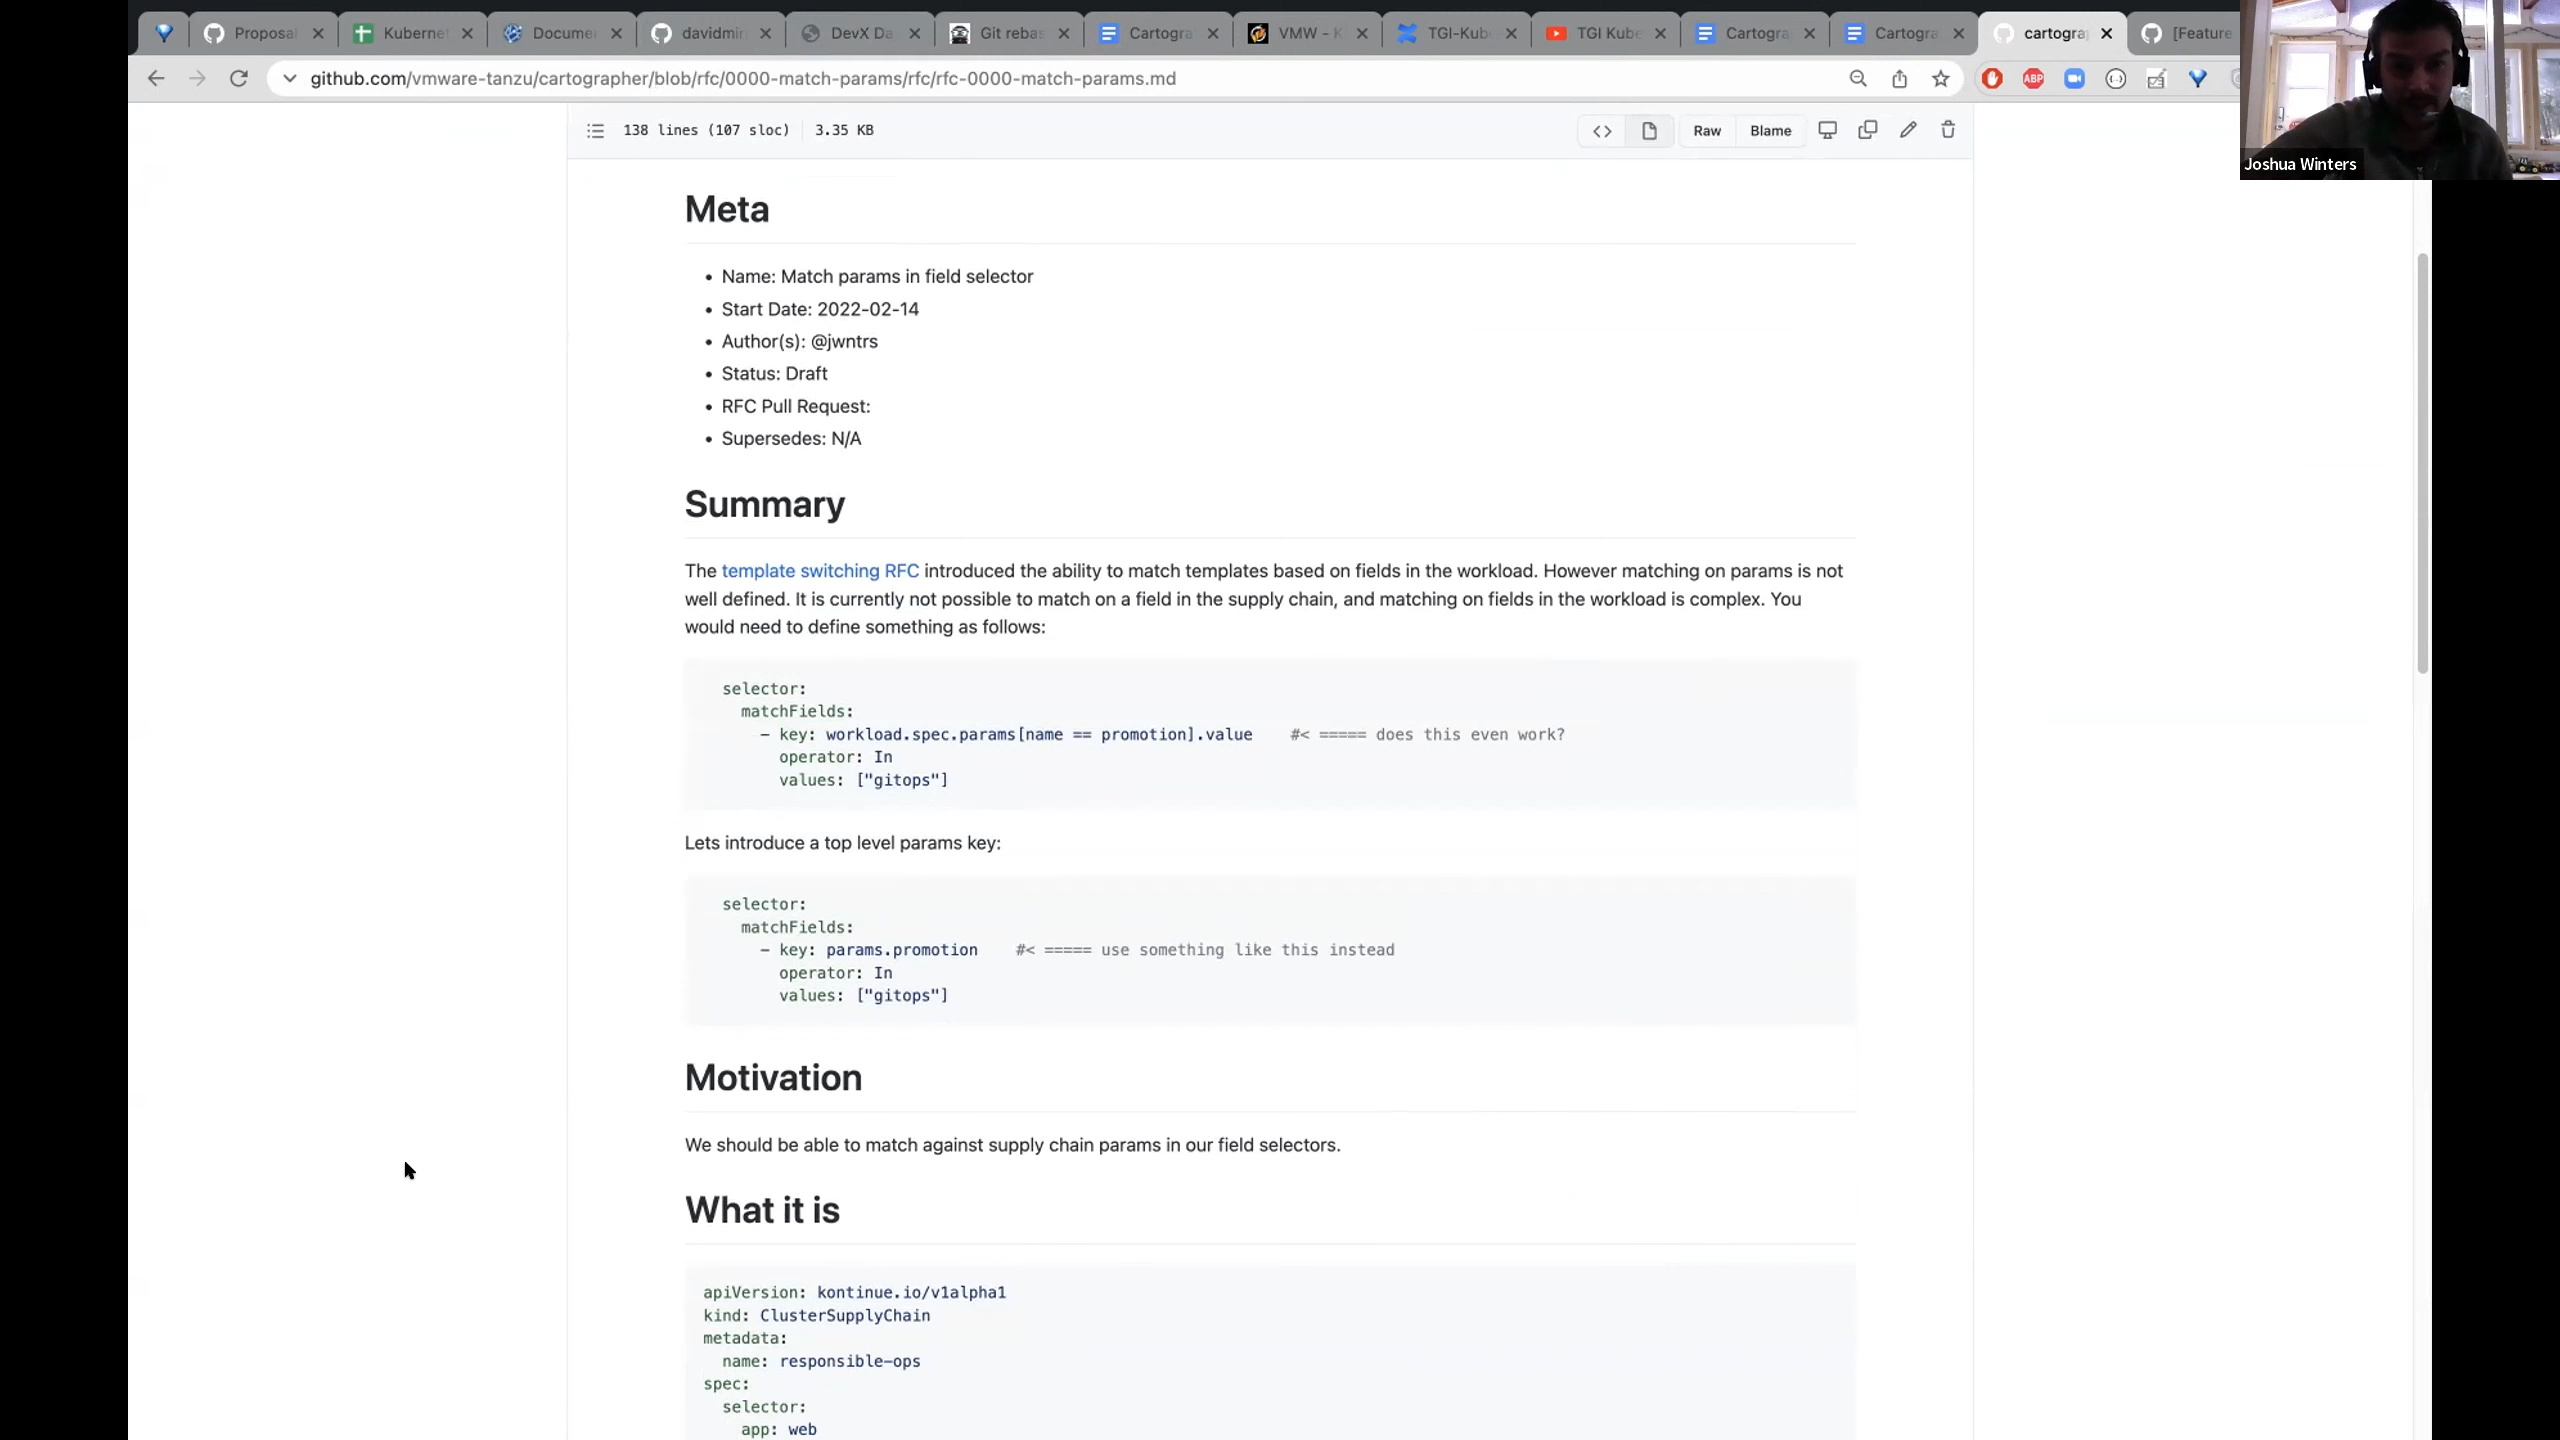 Proposal
Kubernet
Documer
davidmir
DevX Da
Git rebas
Cartogra
VMW - K
TGI-Kub
TGI Kube
Cartogra
Cartogra
cartogra
[Feature
github.com/vmware-tanzu/cartographer/blob/rfc/0000-match-params/rfc/rfc-0000-match-params.md
ABP
Joshua Winters
138 lines (107 sloc) 3.35 KB
Raw
Blame
Meta
• Name: Match params in field selector
• Start Date: 2022-02-14
• Author(s): @jwntrs
• Status: Draft
• RFC Pull Request:
• Supersedes: N/A
Summary
The template switching RFC introduced the ability to match templates based on fields in the workload. However matching on params is not
well defined. It is currently not possible to match on a field in the supply chain, and matching on fields in the workload is complex. You
would need to define something as follows:
selector:
matchFields:
- key: workload.spec.params[name == promotion].value #< ===== does this even work?
operator: In
values: ["gitops"]
Lets introduce a top level params key:
selector:
matchFields:
- key: params.promotion #< ===== use something like this instead
operator: In
values: ["gitops"]
Motivation
We should be able to match against supply chain params in our field selectors.
What it is
apiVersion: kontinue.io/v1alpha1
kind: ClusterSupplyChain
metadata:
name: responsible-ops
spec:
selector:
app: web